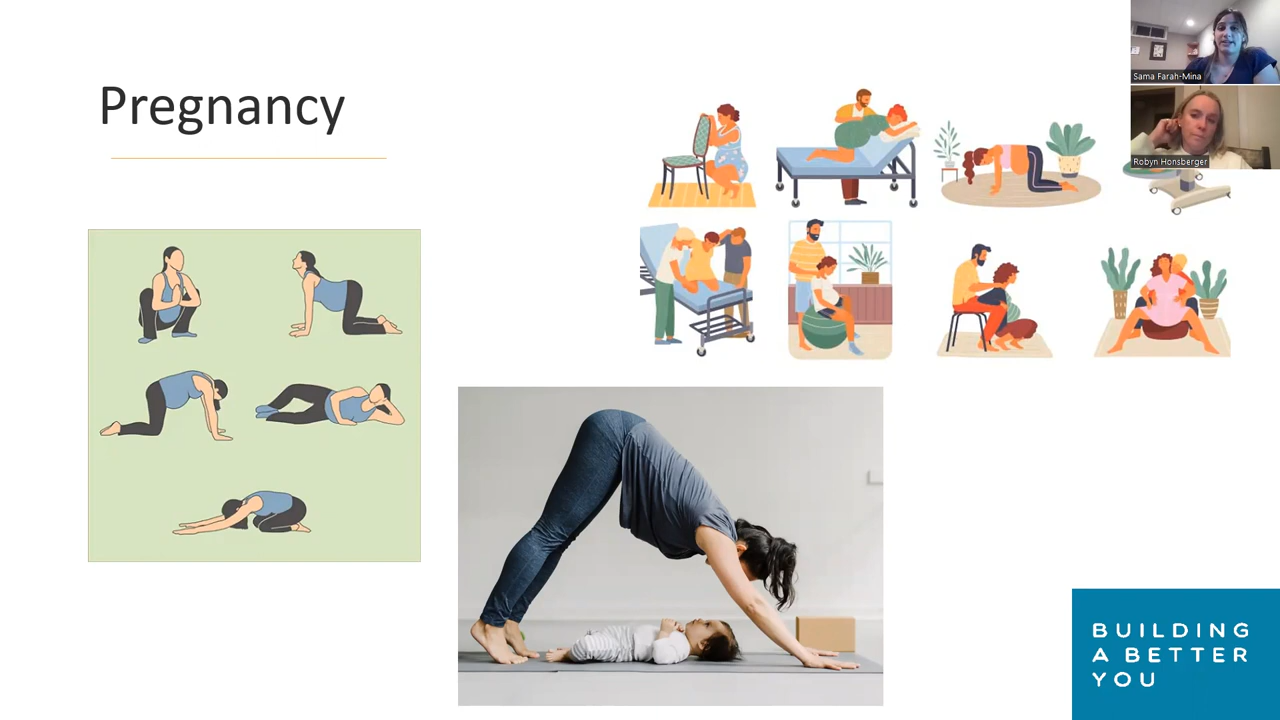 Pregnancy
Sama Farah-Mina
Robyn Honsberger
BUILDING
A BETTER
YOU